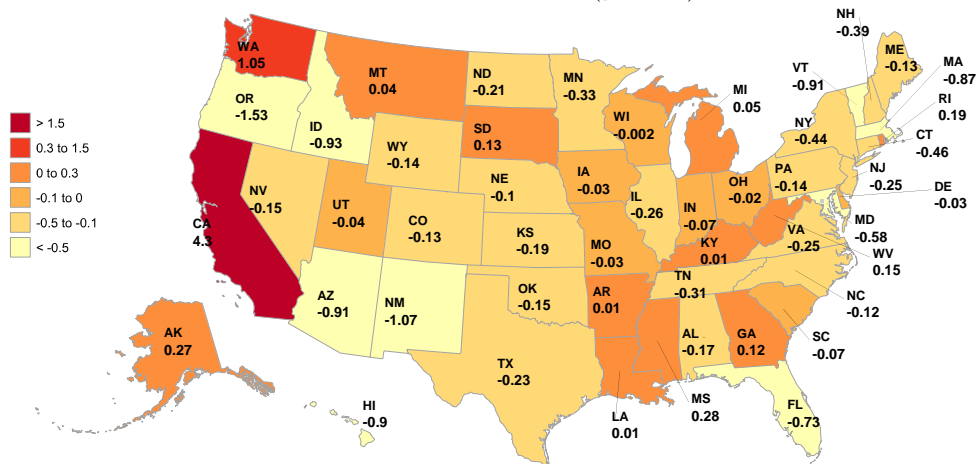 NH
-0.39
ME
-0.13
MA
-0.87
VT
-0.91
RI
0.19
WA
1.05
MT
0.04
ND
-0.21
MN
-0.33
MI
0.05
OR
-1.53
ID
-0.93
SD
0.13
WI
-0.002
NY
-0.44
CT
-0.46
> 1.5
0.3 to 1.5
0 to 0.3
-0.1 to 0
-0.5 to -0.1
< -0.5
WY
-0.14
NE
-0.1
IA
-0.03
PA
-0.14
NJ
-0.25
DE
-0.03
NV
-0.15
UT
-0.04
CO
-0.13
IL
-0.26
IN
-0.07
OH
-0.02
MD
-0.58
CA
4.3
KS
-0.19
MO
-0.03
KY
0.01
VA
-0.25
WV
0.15
AZ
-0.91
NM
-1.07
OK
-0.15
AR
0.01
TN
-0.31
NC
-0.12
SC
-0.07
AK
0.27
TX
-0.23
AL
-0.17
GA
0.12
LA
0.01
MS
0.28
FL
-0.73
HI
-0.9